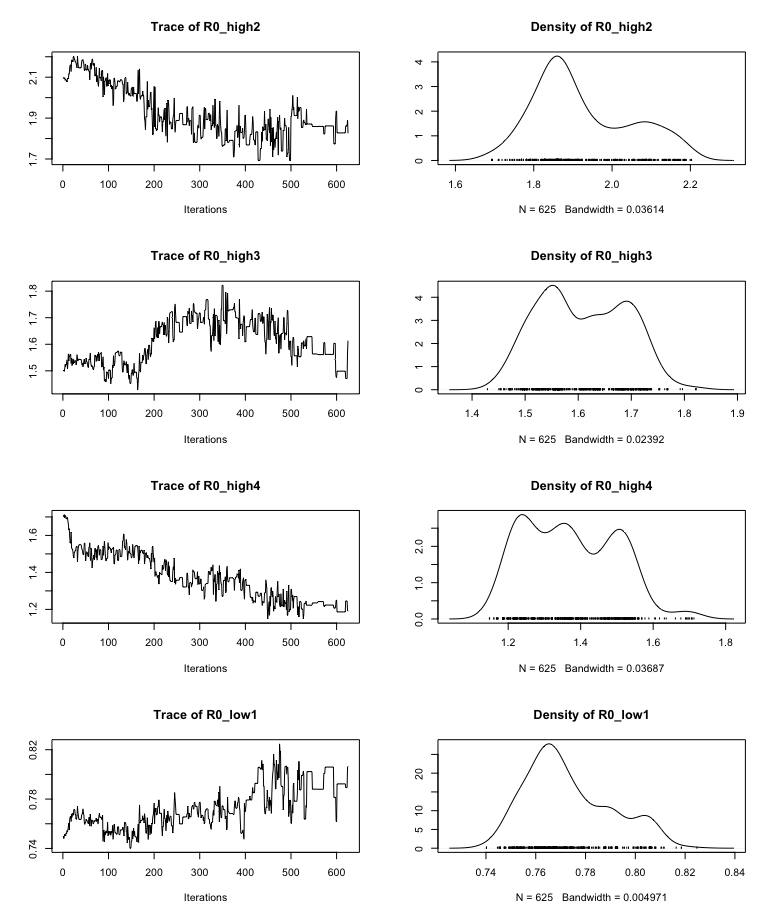 Trace of R0_high2
Density of R0_high2
1.7 1.9 2.1
0 1 2 3 4
0 100 200 300 400 500 600
1.6 1.8 2.0 2.2
Iterations
N = 625 Bandwidth = 0.03614
Trace of R0_high3
Density of R0_high3
1.5 1.6 1.7 1.8
0 1 2 3 4
0 100 200 300 400 500 600
1.4 1.5 1.6 1.7 1.8 1.9
Iterations
N = 625 Bandwidth = 0.02392
Trace of R0_high4
Density of R0_high4
1.2 1.4 1.6
0.0 1.0 2.0
0 100 200 300 400 500 600
1.2 1.4 1.6 1.8
Iterations
N = 625 Bandwidth = 0.03687
Trace of R0_low1
Density of R0_low1
0.74 0.78 0.82
0 5 10 20
0 100 200 300 400 500 600
0.74 0.76 0.78 0.80 0.82 0.84
Iterations
N = 625 Bandwidth = 0.004971